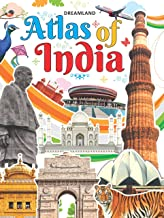 DREAMLAND
Atlas of
India